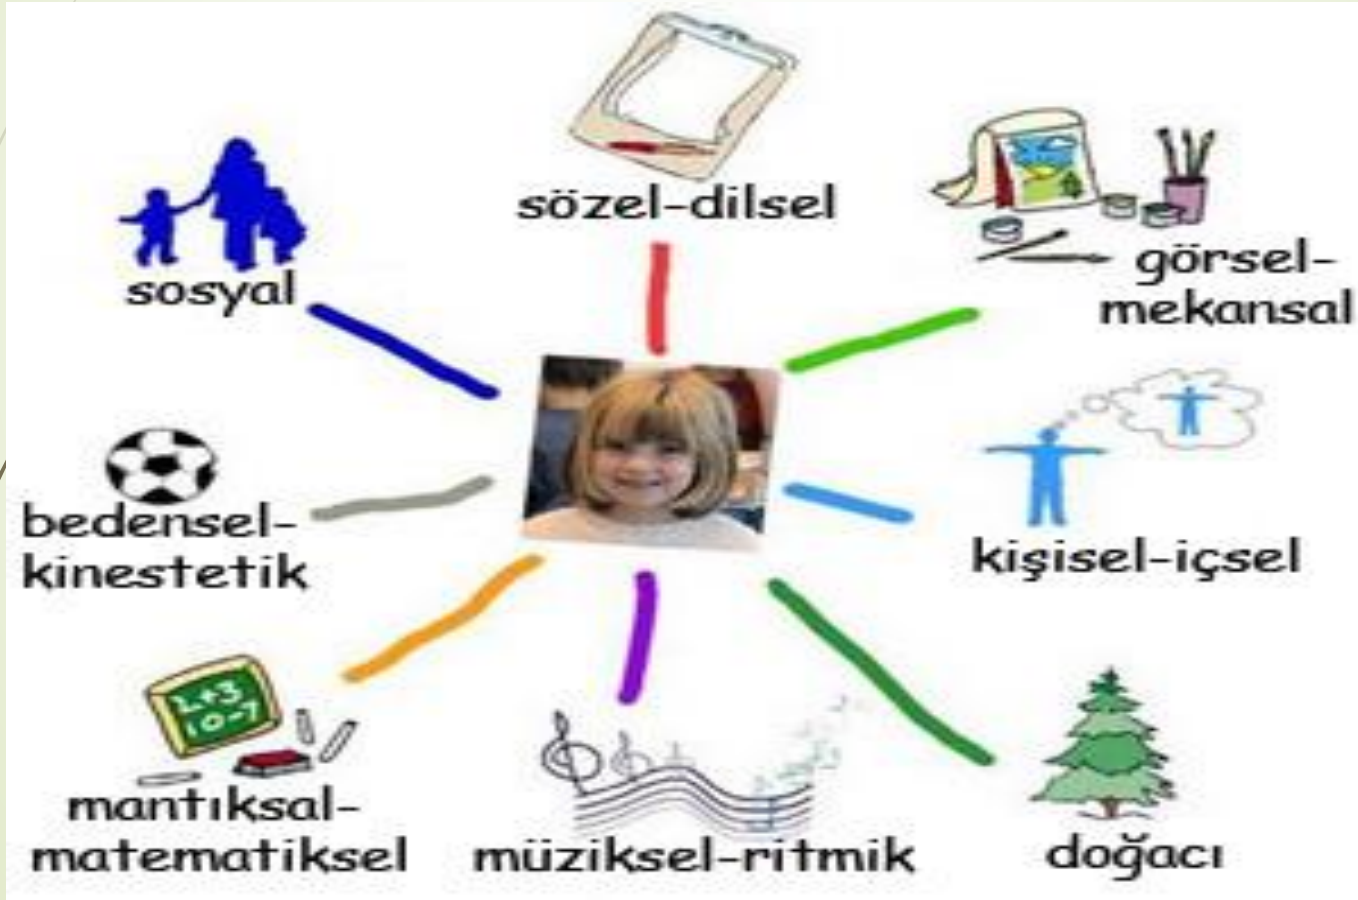 sözel-dilsel
görsel-
mekansal
sosyal
kişisel-içsel
bedensel-
kinestetik
2+3
10-7
mantıksal-
matematiksel
müziksel-ritmik
doğacı